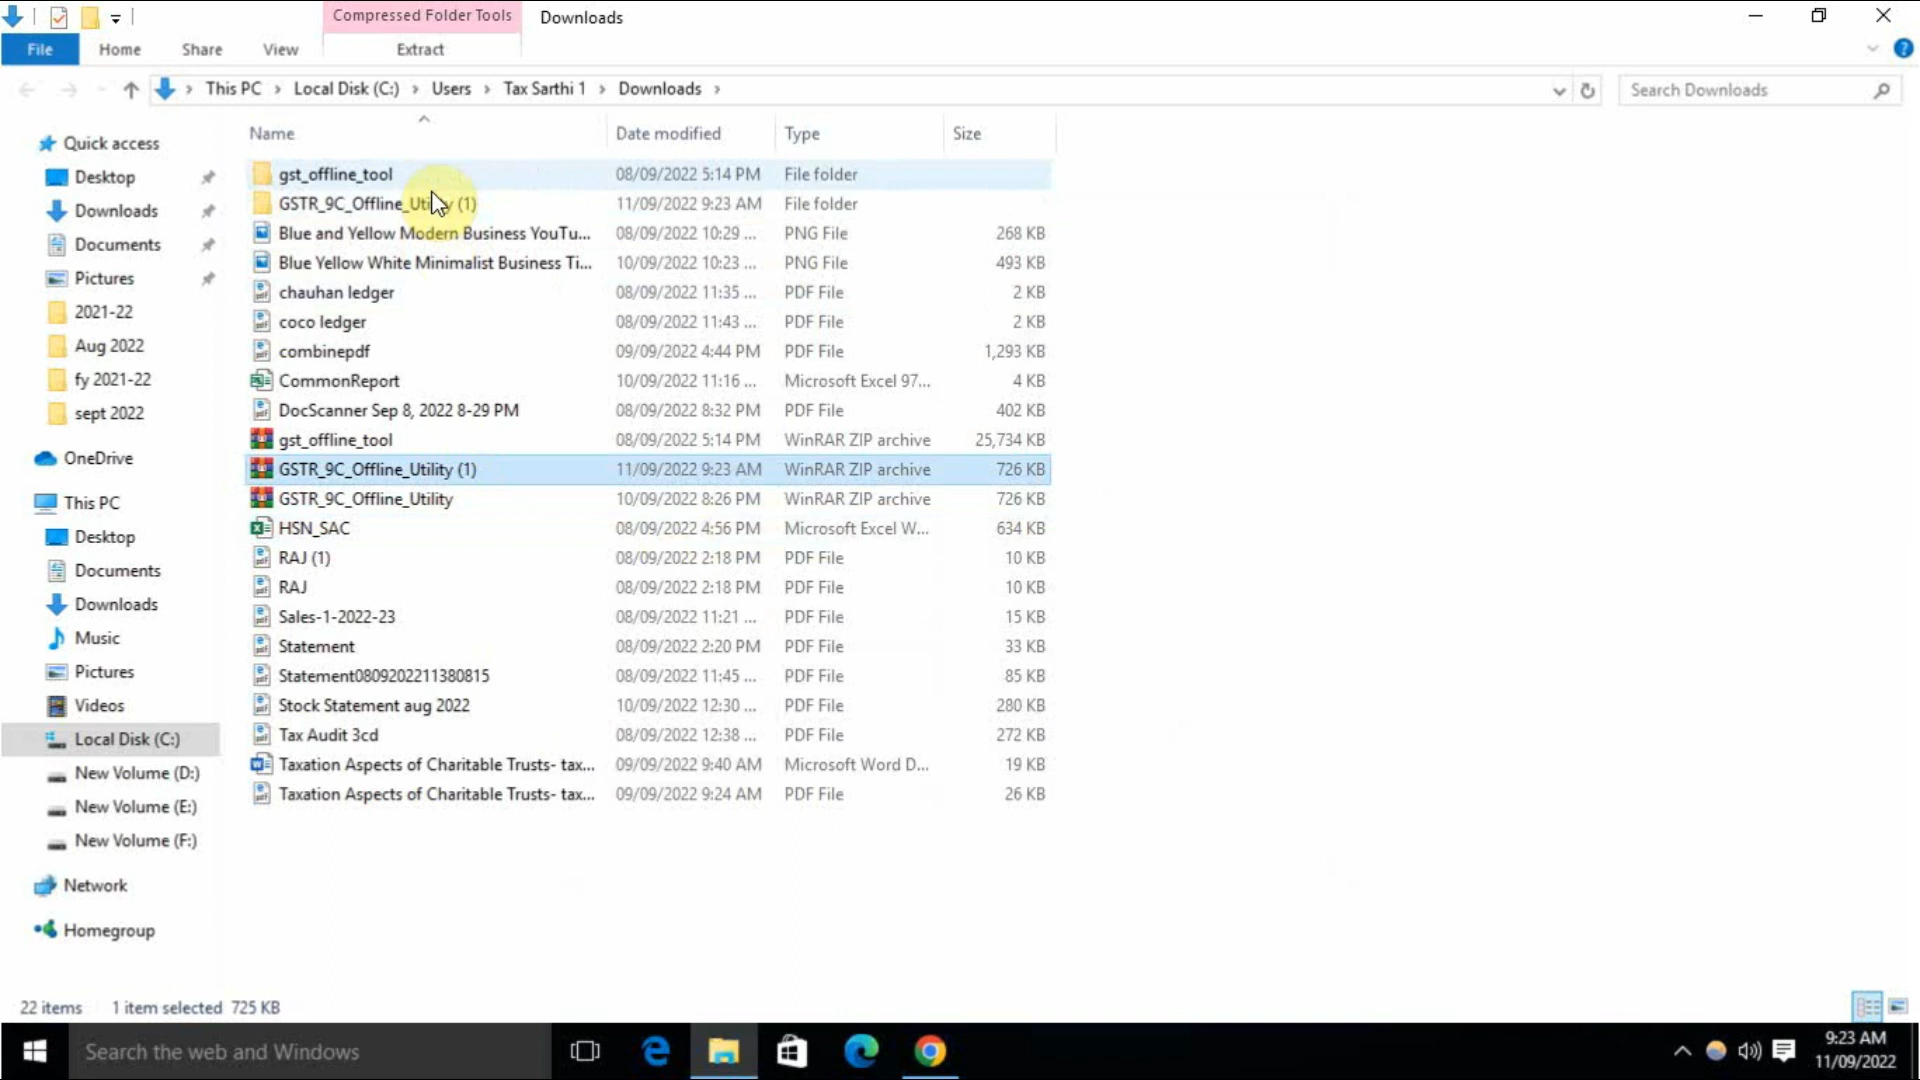 Compressed Folder Tools Downloads
File Home Share View Extract
This PC Local Disk (C:) Users Tax Sarthi 1 Downloads Search Downloads
Name Date modified Type Size
Quick access
Desktop
Downloads
Documents
Pictures
2021-22
Aug 2022
fy 2021-22
sept 2022
OneDrive
This PC
Desktop
Documents
Downloads
Music
Pictures
Videos
Local Disk (C:)
New Volume (D:)
New Volume (E:)
New Volume (F:)
Network
Homegroup
gst_offline_tool 08/09/2022 5:14 PM File folder
GSTR_9C_Offline_Utility (1) 11/09/2022 9:23 AM File folder
Blue and Yellow Modern Business YouTu... 08/09/2022 10:29 ... PNG File 268 KB
Blue Yellow White Minimalist Business Ti... 10/09/2022 10:23 ... PNG File 493 KB
chauhan ledger 08/09/2022 11:35 ... PDF File 2 KB
coco ledger 08/09/2022 11:43 ... PDF File 2 KB
combinepdf 09/09/2022 4:44 PM PDF File 1,293 KB
CommonReport 10/09/2022 11:16 ... Microsoft Excel 97... 4 KB
DocScanner Sep 8, 2022 8-29 PM 08/09/2022 8:32 PM PDF File 402 KB
gst_offline_tool 08/09/2022 5:14 PM WinRAR ZIP archive 25,734 KB
GSTR_9C_Offline_Utility (1) 11/09/2022 9:23 AM WinRAR ZIP archive 726 KB
GSTR_9C_Offline_Utility 10/09/2022 8:26 PM WinRAR ZIP archive 726 KB
HSN_SAC 08/09/2022 4:56 PM Microsoft Excel W... 634 KB
RAJ (1) 08/09/2022 2:18 PM PDF File 10 KB
RAJ 08/09/2022 2:18 PM PDF File 10 KB
Sales-1-2022-23 08/09/2022 11:21 ... PDF File 15 KB
Statement 08/09/2022 2:20 PM PDF File 33 KB
Statement0809202211380815 08/09/2022 11:45 ... PDF File 85 KB
Stock Statement aug 2022 10/09/2022 12:30 ... PDF File 280 KB
Tax Audit 3cd 08/09/2022 12:38 ... PDF File 272 KB
Taxation Aspects of Charitable Trusts- tax... 09/09/2022 9:40 AM Microsoft Word D... 19 KB
Taxation Aspects of Charitable Trusts- tax... 09/09/2022 9:24 AM PDF File 26 KB
22 items 1 item selected 725 KB
Search the web and Windows
9:23 AM
11/09/2022